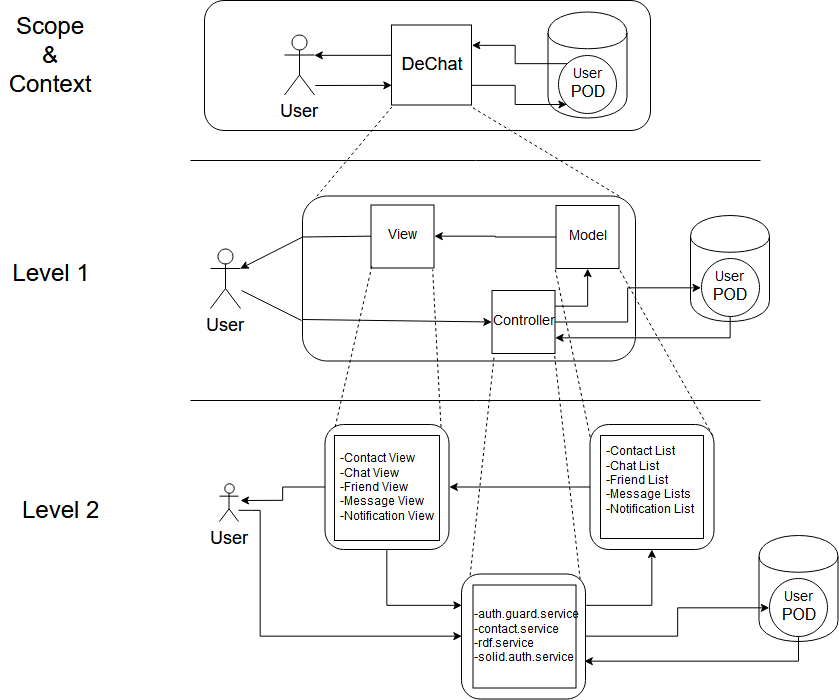 Scope
&
Context
User
DeChat
User
POD
Level 1
User
View
Model
Controller
User
POD
Level 2
User
-Contact View
-Chat View
-Friend View
-Message View
-Notification View
-Contact List
-Chat List
-Friend List
-Message Lists
-Notification List
-auth.guard.service
-contact.service
-rdf.service
-solid.auth.service
User
POD